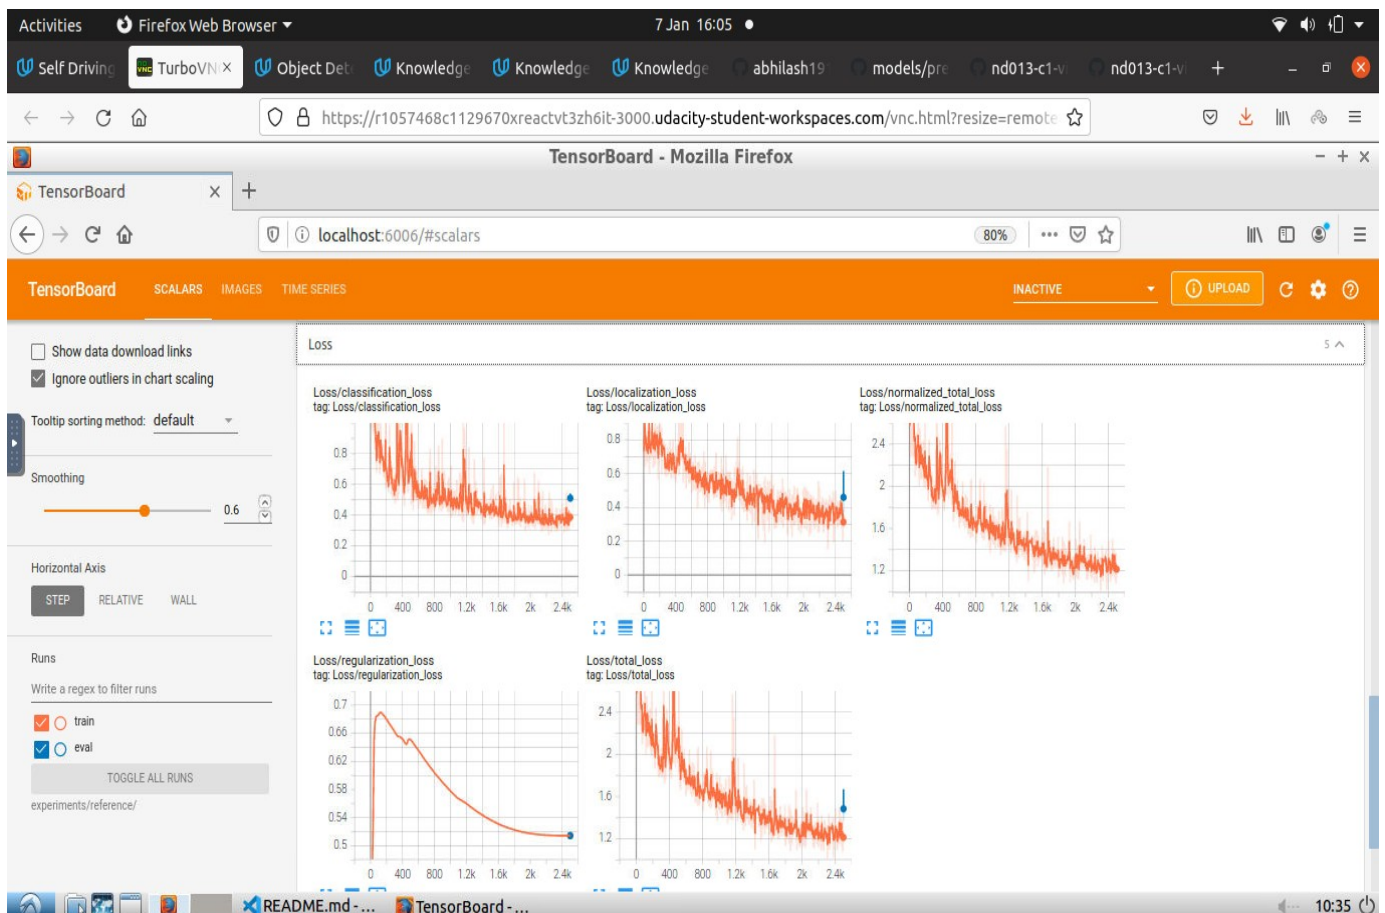 Activities Firefox Web Browser 7 Jan 16:05
Self Driving TurboVN Object Det Knowledge Knowledge Knowledge abhilash19 models/pre nd013-c1-v nd013-c1-v
https://r1057468c1129670xreactvt3zh6it-3000.udacity-student-workspaces.com/vnc.html?resize=remote
TensorBoard - Mozilla Firefox
TensorBoard
localhost:6006/#scalars 80%
TensorBoard SCALARS IMAGES TIME SERIES INACTIVE UPLOAD
Loss 5
Show data download links
Ignore outliers in chart scaling
Tooltip sorting method: default
Smoothing
0.6
Horizontal Axis
STEP RELATIVE WALL
Runs
Write a regex to filter runs
train
eval
TOGGLE ALL RUNS
experiments/reference/
Loss/classification_loss
tag: Loss/classification_loss
0.8
0.6
0.4
0.2
0
0 400 800 1.2k 1.6k 2k 2.4k
Loss/localization_loss
tag: Loss/localization_loss
0.8
0.6
0.4
0.2
0
0 400 800 1.2k 1.6k 2k 2.4k
Loss/normalized_total_loss
tag: Loss/normalized_total_loss
2.4
2
1.6
1.2
0 400 800 1.2k 1.6k 2k 2.4k
Loss/regularization_loss
tag: Loss/regularization_loss
0.7
0.66
0.62
0.58
0.54
0.5
0 400 800 1.2k 1.6k 2k 2.4k
Loss/total_loss
tag: Loss/total_loss
2.4
2
1.6
1.2
0 400 800 1.2k 1.6k 2k 2.4k
README.md - ... TensorBoard - ... 10:35